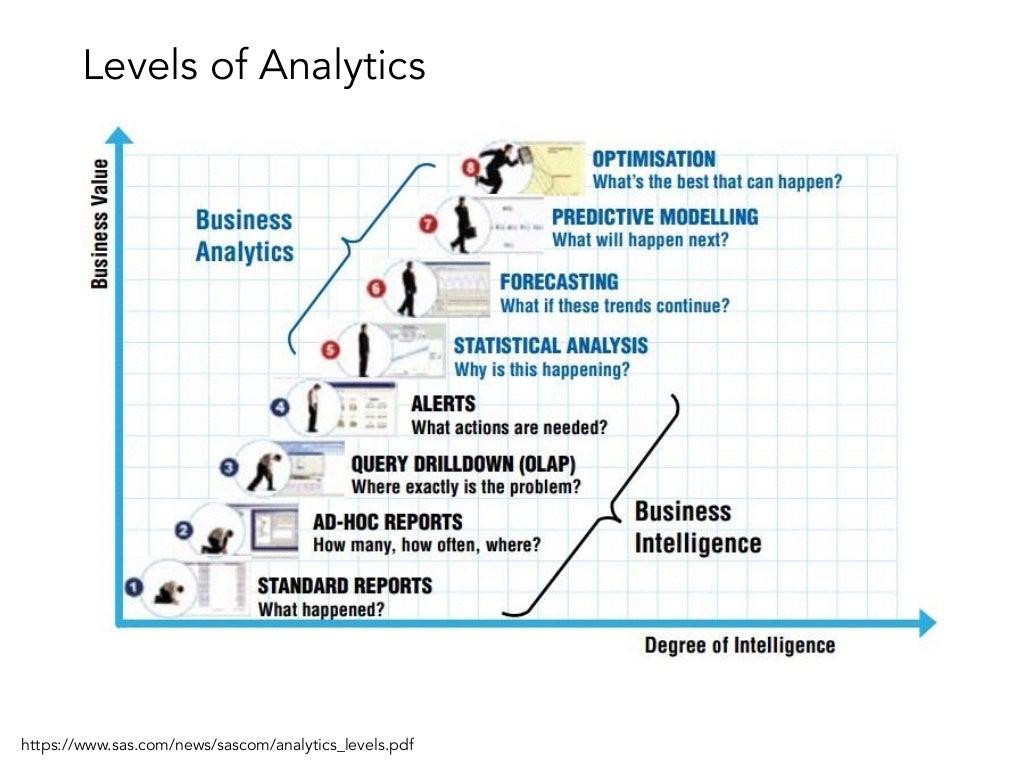 Levels of Analytics
Business Value
Business
Analytics
8
OPTIMISATION
What's the best that can happen?
7
PREDICTIVE MODELLING
What will happen next?
6
FORECASTING
What if these trends continue?
5
STATISTICAL ANALYSIS
Why is this happening?
4
ALERTS
What actions are needed?
3
QUERY DRILLDOWN (OLAP)
Where exactly is the problem?
2
AD-HOC REPORTS
How many, how often, where?
1
STANDARD REPORTS
What happened?
Business
Intelligence
Degree of Intelligence
https://www.sas.com/news/sascom/analytics_levels.pdf